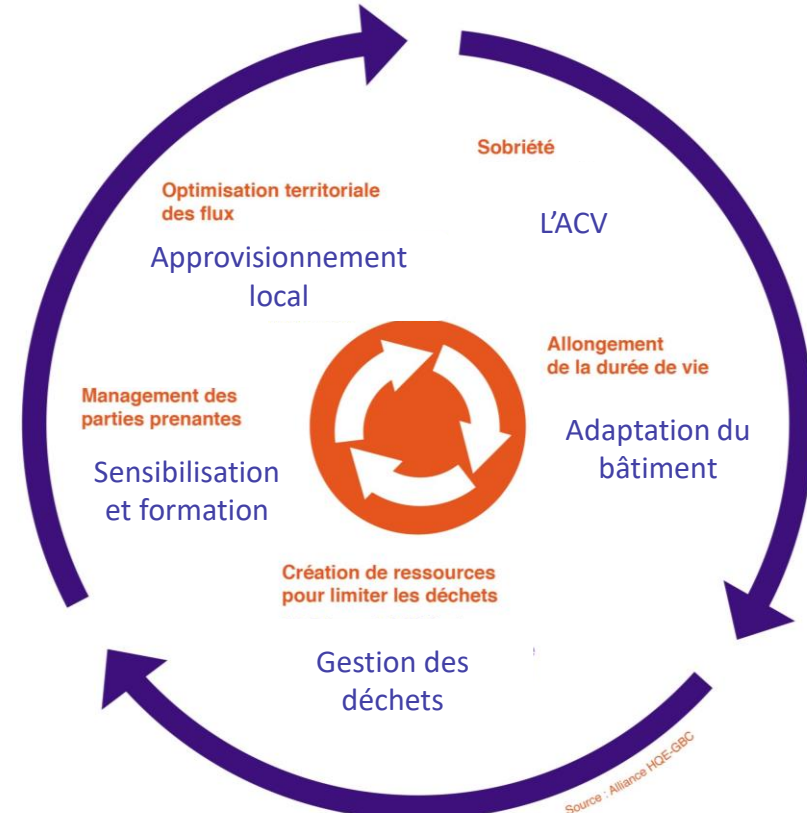 Sobriété
L'ACV
Optimisation territoriale
des flux
Approvisionnement
local
Allongement
de la durée de vie
Adaptation du
bâtiment
Management des
parties prenantes
Sensibilisation
et formation
Création de ressources
pour limiter les déchets
Gestion des
déchets
Source : Alliance HQE-GBC